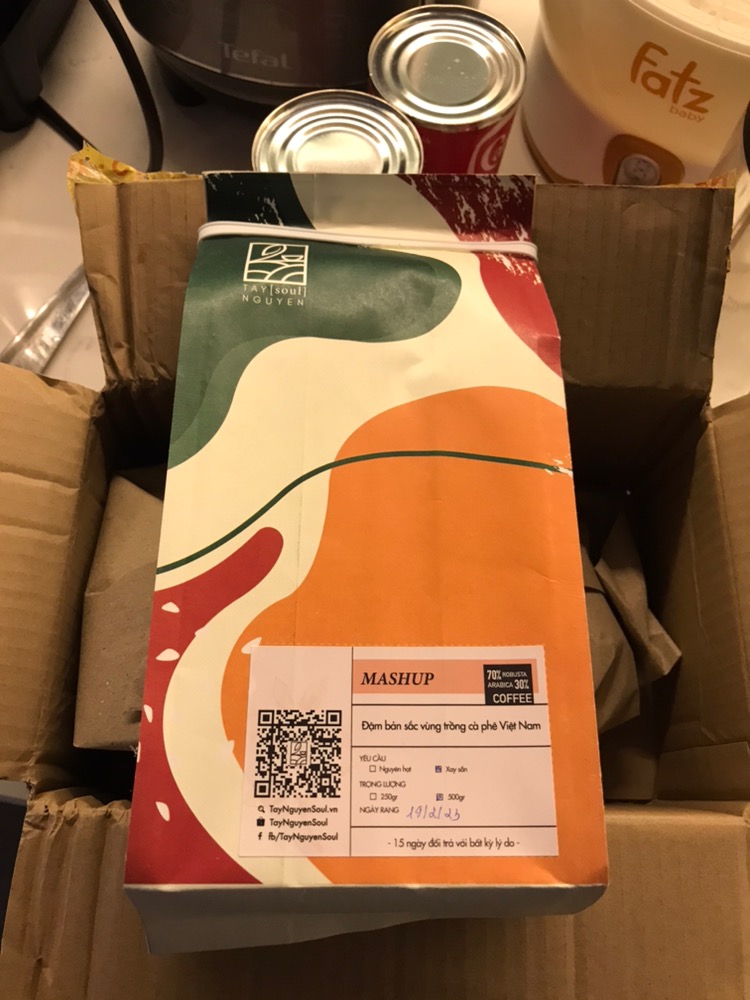 Tefal
Fatz
baby
TAY [soul]
NGUYEN
MASHUP
70% ROBUSTA
ARABICA 30%
COFFEE
Đậm bản sắc vùng trồng cà phê Việt Nam
YÊU CẦU
Nguyên hạt
Xay sẵn
TRỌNG LƯỢNG
250gr
500gr
NGÀY RANG 19/2/25
TayNguyenSoul.vn
TayNguyenSoul
fb/TayNguyenSoul
- 15 ngày đổi trả với bất kỳ lý do -